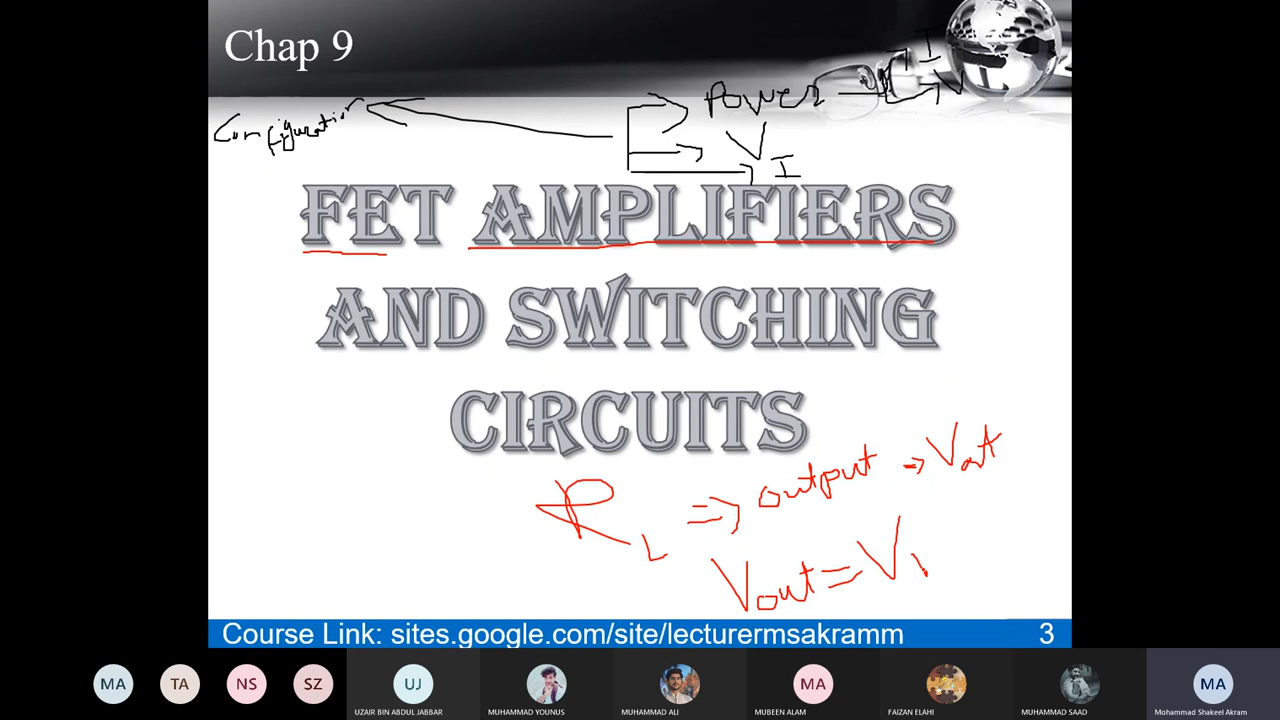 Chap 9
Configuration
Power
I
V
V
I
FET AMPLIFIERS
AND SWITCHING
CIRCUITS
RL => output => Vout
Vout = V
Course Link: sites.google.com/site/lecturermsakramm 3
MA TA NS SZ UJ MA MA
UZAIR BIN ABDUL JABBAR MUHAMMAD YOUNUS MUHAMMAD ALI MUBEEN ALAM FAIZAN ELAHI MUHAMMAD SAAD Mohammad Shakeel Akram